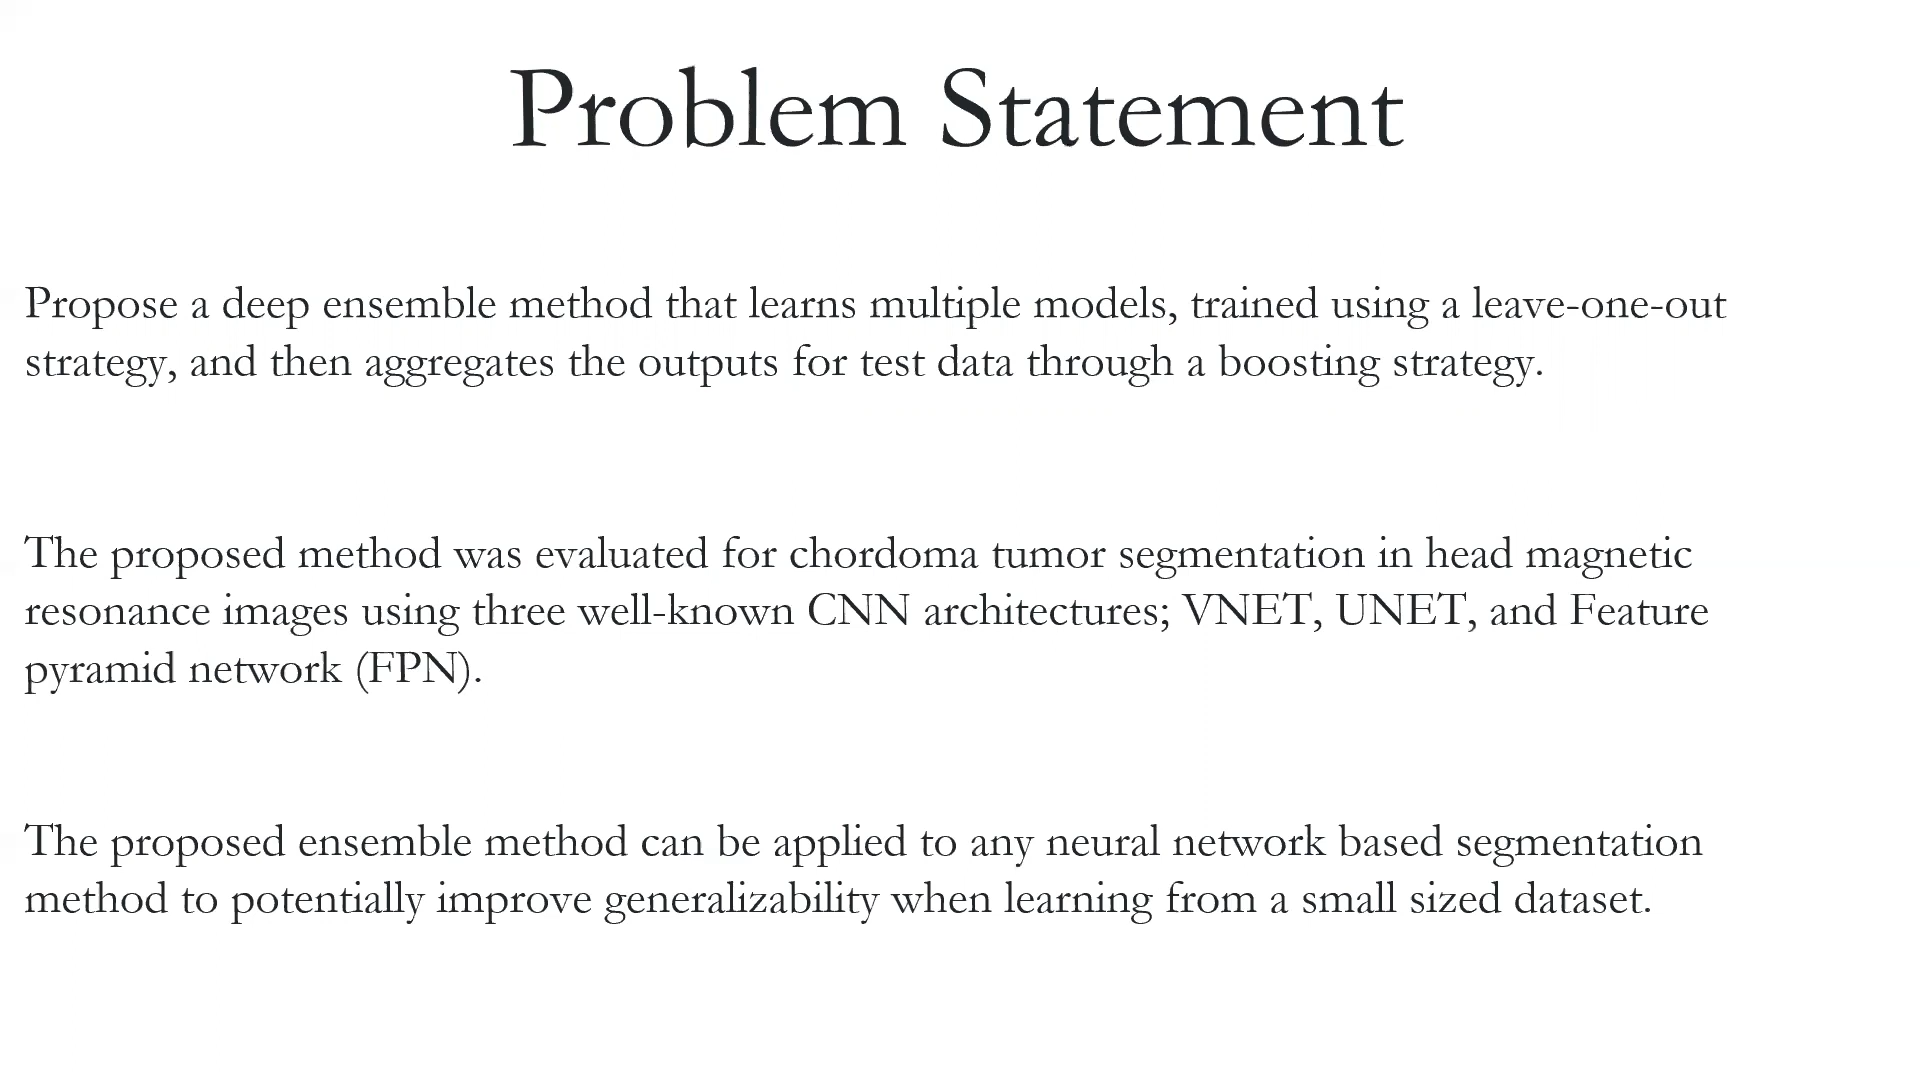 Problem Statement
Propose a deep ensemble method that learns multiple models, trained using a leave-one-out
strategy, and then aggregates the outputs for test data through a boosting strategy.
The proposed method was evaluated for chordoma tumor segmentation in head magnetic
resonance images using three well-known CNN architectures; VNET, UNET, and Feature
pyramid network (FPN).
The proposed ensemble method can be applied to any neural network based segmentation
method to potentially improve generalizability when learning from a small sized dataset.